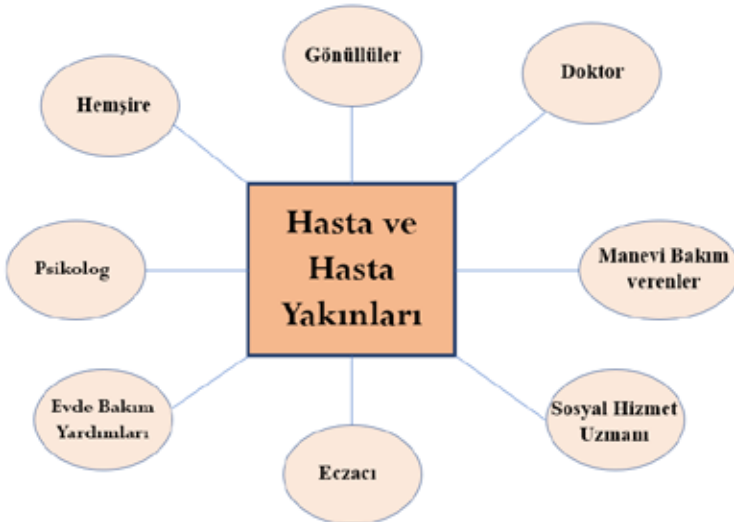 Gönüllüler
Doktor
Hemşire
Hasta ve
Hasta
Yakınları
Manevi Bakım
verenler
Psikolog
Sosyal Hizmet
Uzmanı
Evde Bakım
Yardımları
Eczacı